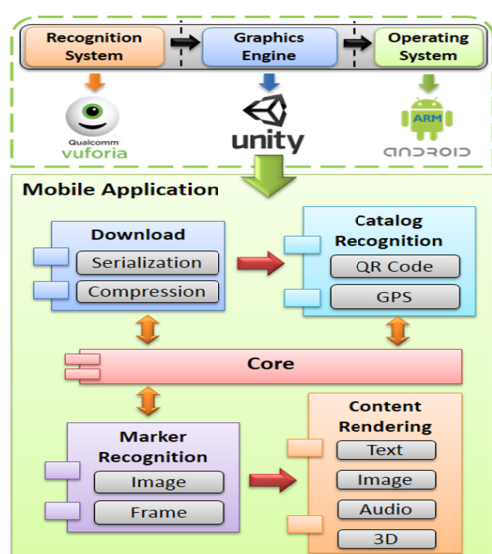 Recognition
System
Graphics
Engine
Operating
System
Qualcomm
vuforia
unity
ARM
ANDROID
Mobile Application
Download
Serialization
Compression
Catalog
Recognition
QR Code
GPS
Core
Marker
Recognition
Image
Frame
Content
Rendering
Text
Image
Audio
3D